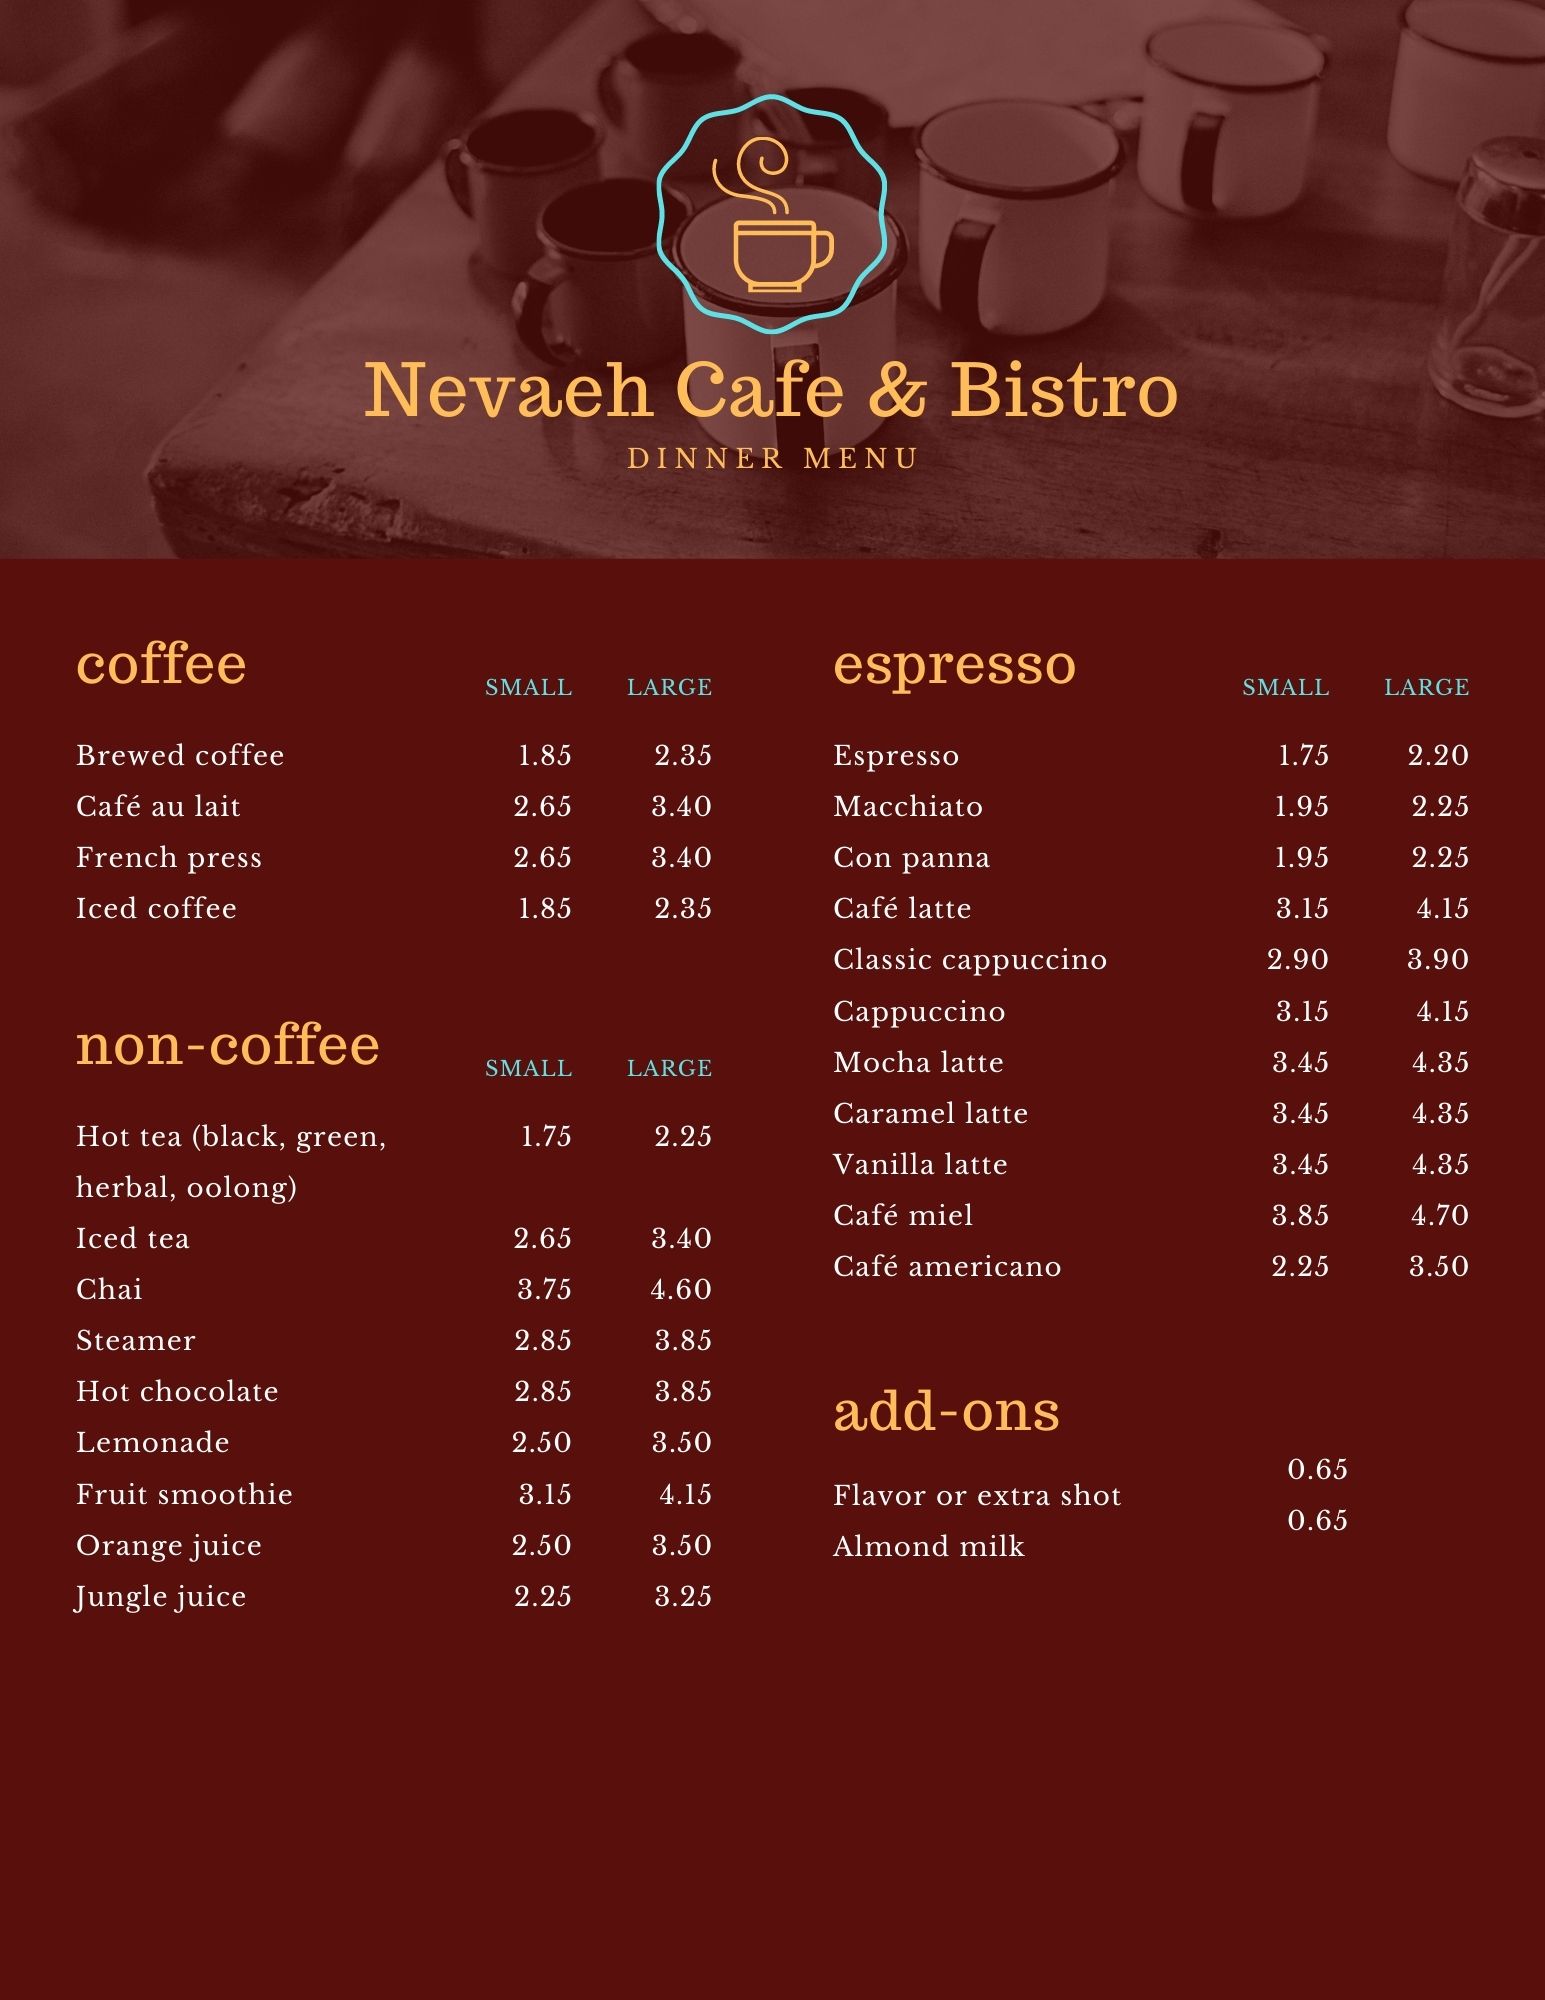 Nevaeh Cafe & Bistro
DINNER MENU
coffee SMALL LARGE
Brewed coffee 1.85 2.35
Café au lait 2.65 3.40
French press 2.65 3.40
Iced coffee 1.85 2.35
non-coffee SMALL LARGE
Hot tea (black, green, 1.75 2.25
herbal, oolong)
Iced tea 2.65 3.40
Chai 3.75 4.60
Steamer 2.85 3.85
Hot chocolate 2.85 3.85
Lemonade 2.50 3.50
Fruit smoothie 3.15 4.15
Orange juice 2.50 3.50
Jungle juice 2.25 3.25
espresso SMALL LARGE
Espresso 1.75 2.20
Macchiato 1.95 2.25
Con panna 1.95 2.25
Café latte 3.15 4.15
Classic cappuccino 2.90 3.90
Cappuccino 3.15 4.15
Mocha latte 3.45 4.35
Caramel latte 3.45 4.35
Vanilla latte 3.45 4.35
Café miel 3.85 4.70
Café americano 2.25 3.50
add-ons
Flavor or extra shot 0.65
Almond milk 0.65